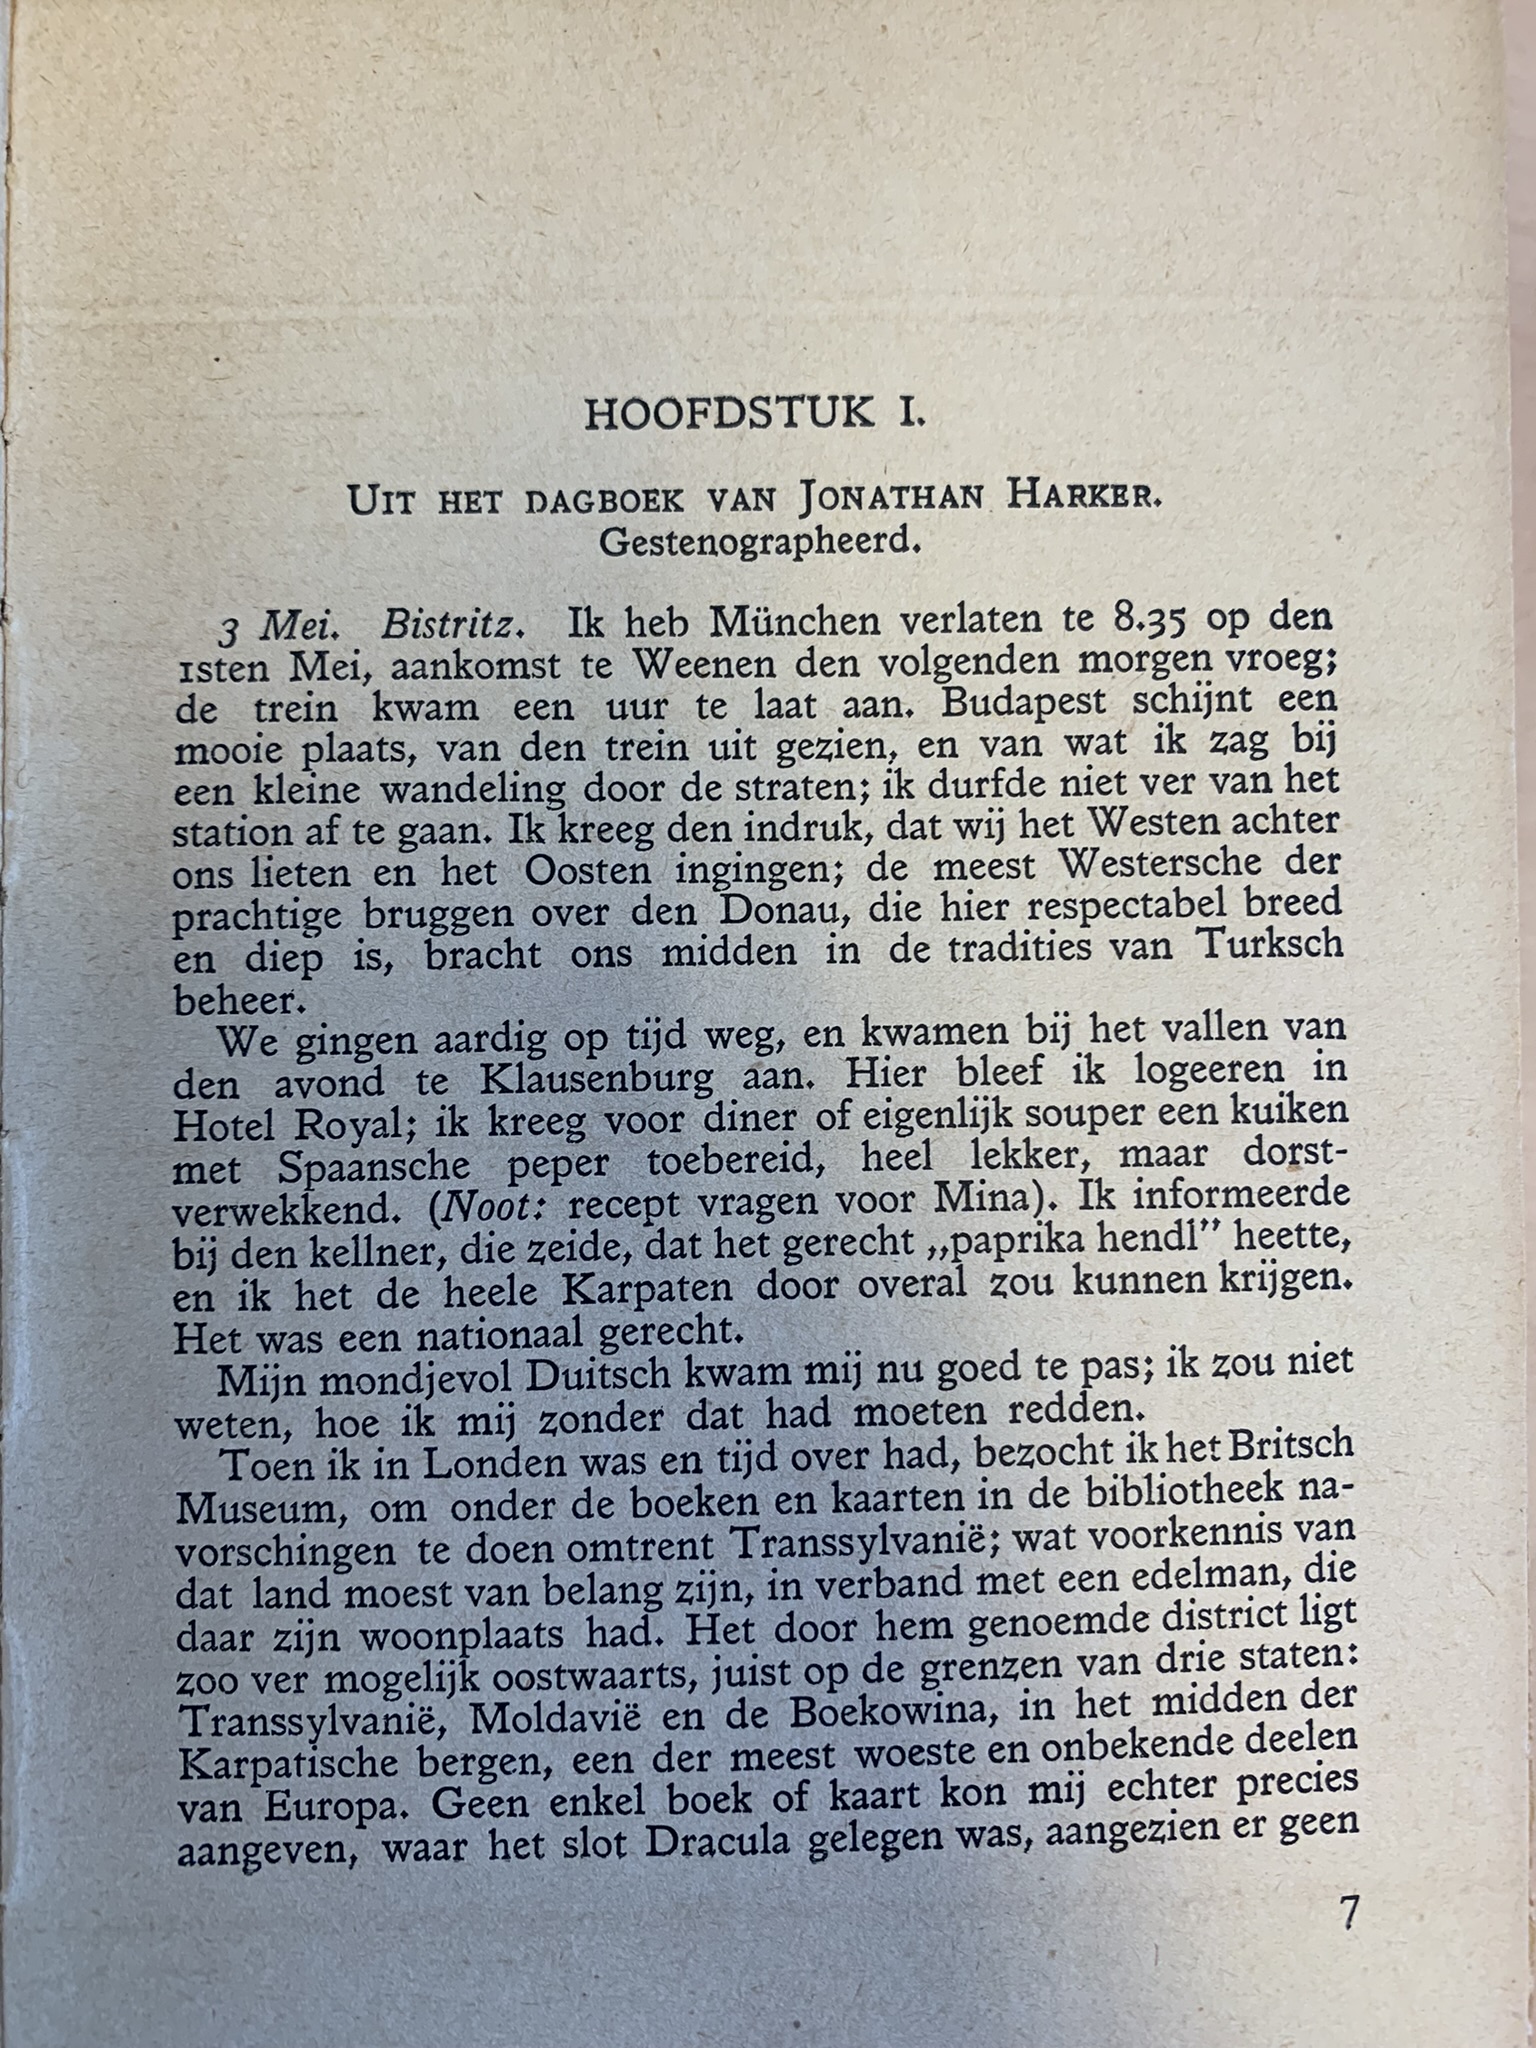 HOOFDSTUK I.
UIT HET DAGBOEK VAN JONATHAN HARKER.
Gestenographeerd.
3 Mei. Bistritz. Ik heb München verlaten te 8.35 op den
1sten Mei, aankomst te Weenen den volgenden morgen vroeg;
de trein kwam een uur te laat aan. Budapest schijnt een
mooie plaats, van den trein uit gezien, en van wat ik zag bij
een kleine wandeling door de straten; ik durfde niet ver van het
station af te gaan. Ik kreeg den indruk, dat wij het Westen achter
ons lieten en het Oosten ingingen; de meest Westersche der
prachtige bruggen over den Donau, die hier respectabel breed
en diep is, bracht ons midden in de tradities van Turksch
beheer.
We gingen aardig op tijd weg, en kwamen bij het vallen van
den avond te Klausenburg aan. Hier bleef ik logeeren in
Hotel Royal; ik kreeg voor diner of eigenlijk souper een kuiken
met Spaansche peper toebereid, heel lekker, maar dorst-
verwekkend. (Noot: recept vragen voor Mina). Ik informeerde
bij den kellner, die zeide, dat het gerecht „paprika hendl” heette,
en ik het de heele Karpaten door overal zou kunnen krijgen.
Het was een nationaal gerecht.
Mijn mondjevol Duitsch kwam mij nu goed te pas; ik zou niet
weten, hoe ik mij zonder dat had moeten redden.
Toen ik in Londen was en tijd over had, bezocht ik het Britsch
Museum, om onder de boeken en kaarten in de bibliotheek na-
vorschingen te doen omtrent Transsylvanië; wat voorkennis van
dat land moest van belang zijn, in verband met een edelman, die
daar zijn woonplaats had. Het door hem genoemde district ligt
zoo ver mogelijk oostwaarts, juist op de grenzen van drie staten:
Transsylvanië, Moldavië en de Boekowina, in het midden der
Karpatische bergen, een der meest woeste en onbekende deelen
van Europa. Geen enkel boek of kaart kon mij echter precies
aangeven, waar het slot Dracula gelegen was, aangezien er geen
7